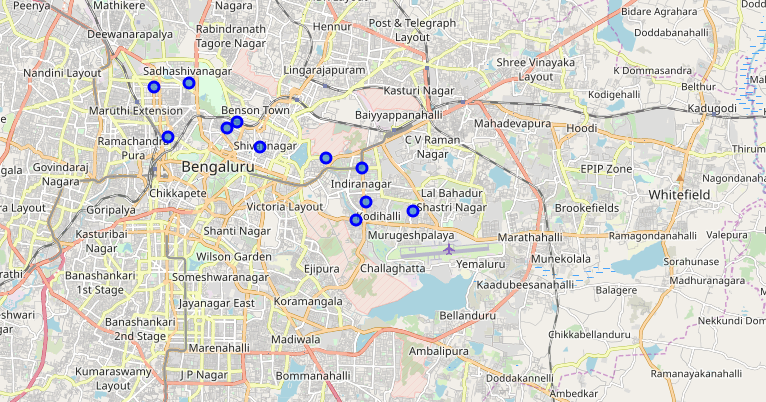 Peenya
Mathikere
Deewanarapalya
Rabindranath
Tagore Nagar
Hennur
Post & Telegraph
Layout
Bidare Agrahara
Doddabanahalli
Nandini Layout
Sadhashivanagar
Lingarajapuram
Kasturi Nagar
Shree Vinayaka
Layout
K Dommasandra
Kodigehalli
Belthur
Kadugodi
Maruthi Extension
Benson Town
Baiyyappanahalli
Mahadevapura
Hoodi
Ramachandra
Pura
Shivajinagar
C V Raman
Nagar
Thirum
Govindaraj
Nagara
Bengaluru
EPIP Zone
Nagondanaha
Chikkapete
Indiranagar
Lal Bahadur
Shastri Nagar
Whitefield
Goripalya
Victoria Layout
Kodihalli
Brookefields
Kasturibai
Nagar
Shanti Nagar
Murugeshpalaya
Marathahalli
Ramagondanahalli
Valepura
Wilson Garden
Ejipura
Challaghatta
Yemaluru
Munekolala
Sorahunase
Banashankari
1st Stage
Someshwaranagar
Kaadubeesanahalli
Balagere
Madhuranagara
Jayanagar East
Koramangala
Bellanduru
Nekkundi Dom
Banashankari
2nd Stage
Marenahalli
Madiwala
Ambalipura
Chikkabellanduru
Kumaraswamy
Layout
J P Nagar
Bommanahalli
Doddakannelli
Ramanayakanahalli
Ambedkar